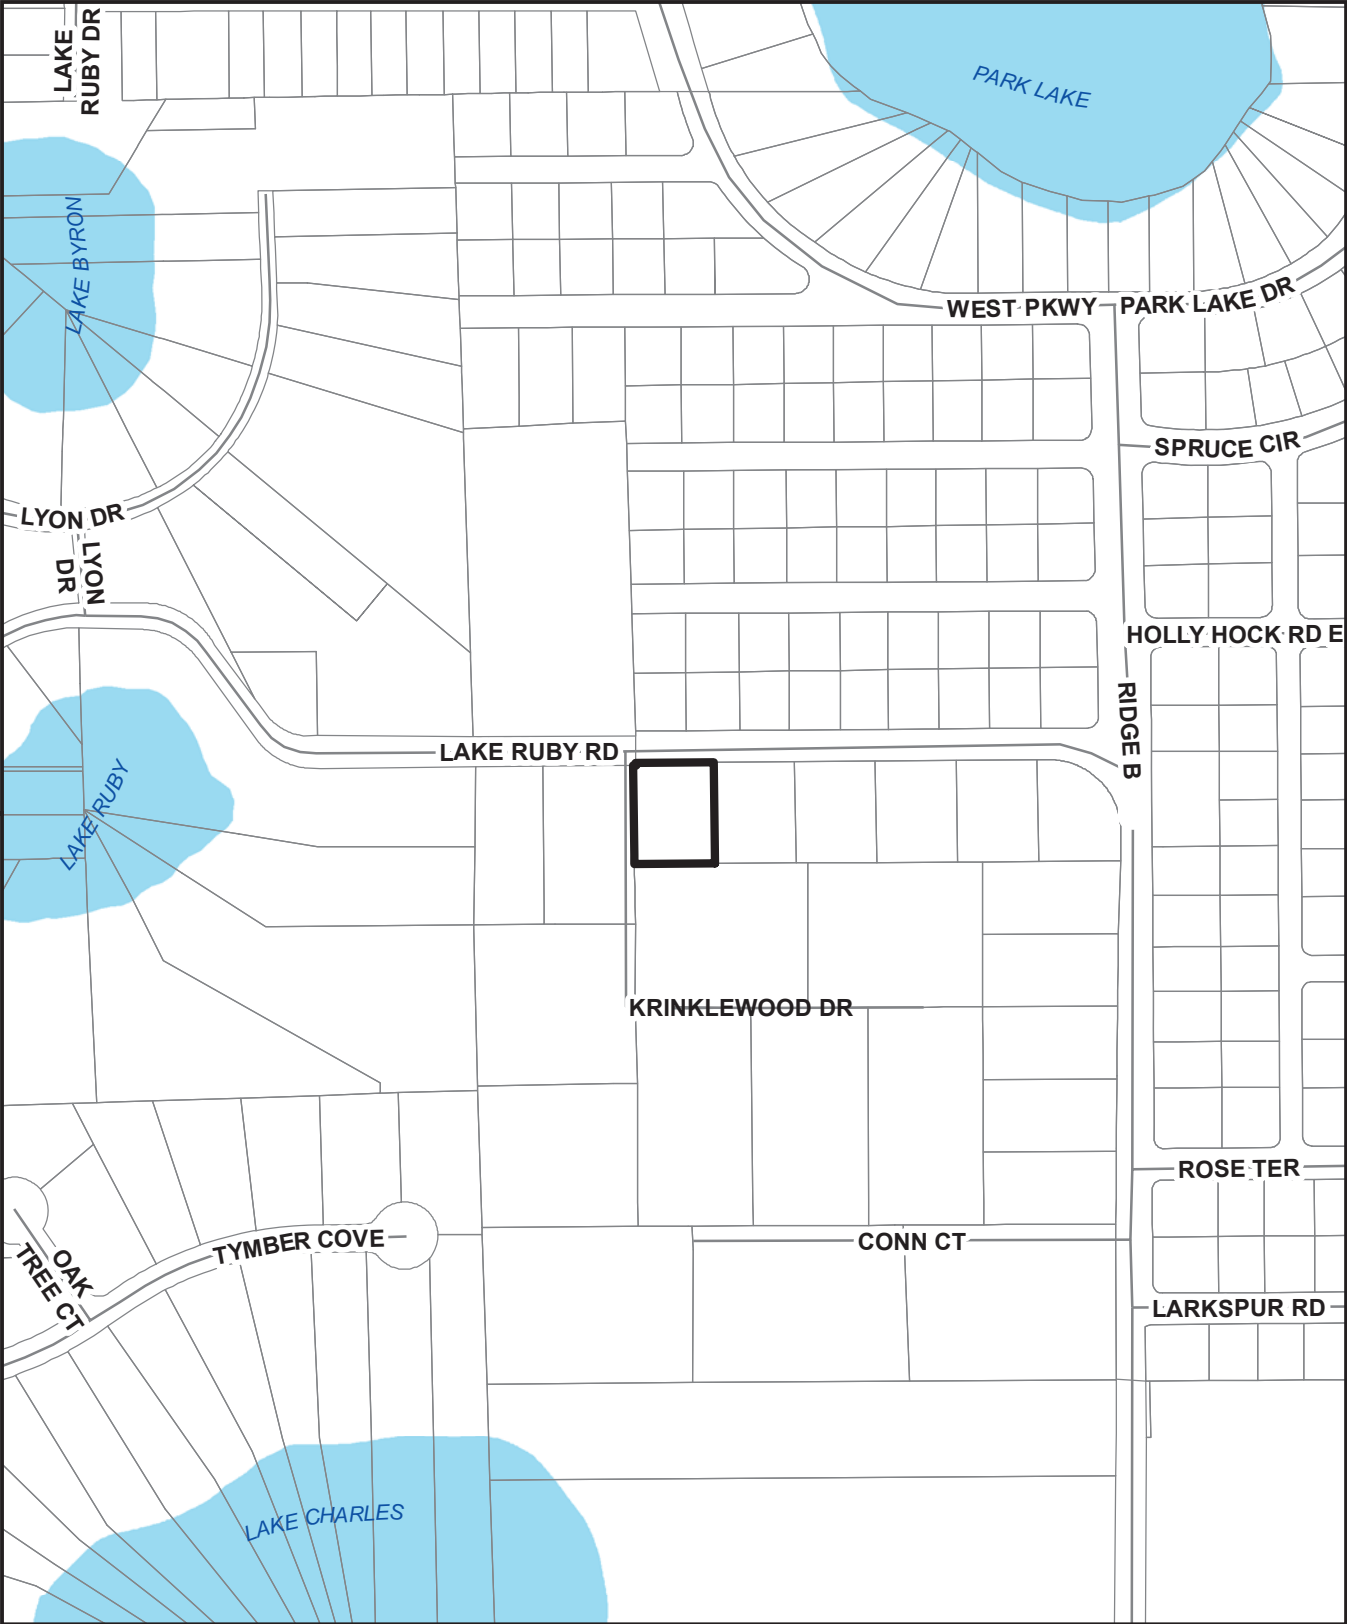 LAKE
RUBY DR
PARK LAKE
LAKE BYRON
WEST PKWY
PARK LAKE DR
SPRUCE CIR
LYON DR
LYON
DR
HOLLY HOCK RD E
RIDGE B
LAKE RUBY RD
LAKE RUBY
KRINKLEWOOD DR
ROSE TER
TYMBER COVE
CONN CT
OAK
TREE CT
LARKSPUR RD
LAKE CHARLES